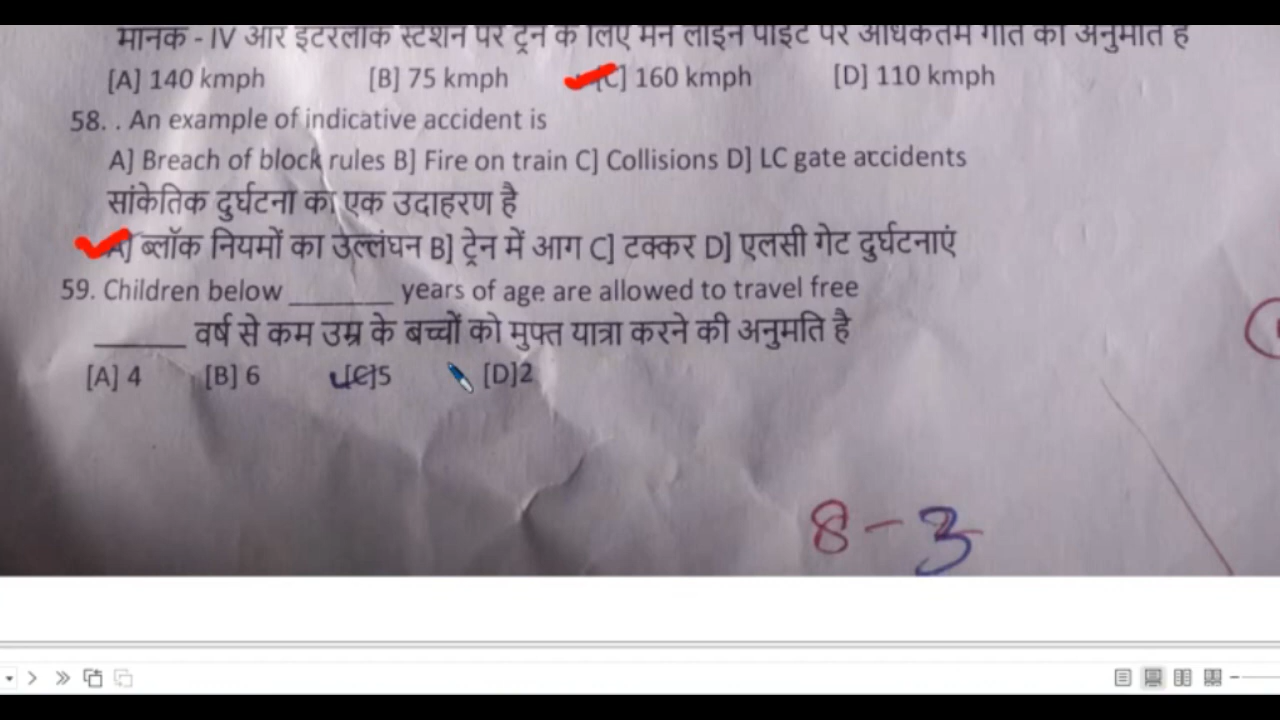 मानक - IV और इंटरलॉक स्टेशन पर ट्रेन के लिए मेन लाइन पॉइंट पर अधिकतम गति की अनुमति है
[A] 140 kmph [B] 75 kmph [C] 160 kmph [D] 110 kmph
58. . An example of indicative accident is
A] Breach of block rules B] Fire on train C] Collisions D] LC gate accidents
सांकेतिक दुर्घटना का एक उदाहरण है
A] ब्लॉक नियमों का उल्लंघन B] ट्रेन में आग C] टक्कर D] एलसी गेट दुर्घटनाएं
59. Children below _______ years of age are allowed to travel free
______ वर्ष से कम उम्र के बच्चों को मुफ्त यात्रा करने की अनुमति है
[A] 4 [B] 6 [C]5 [D]2
8 - 3